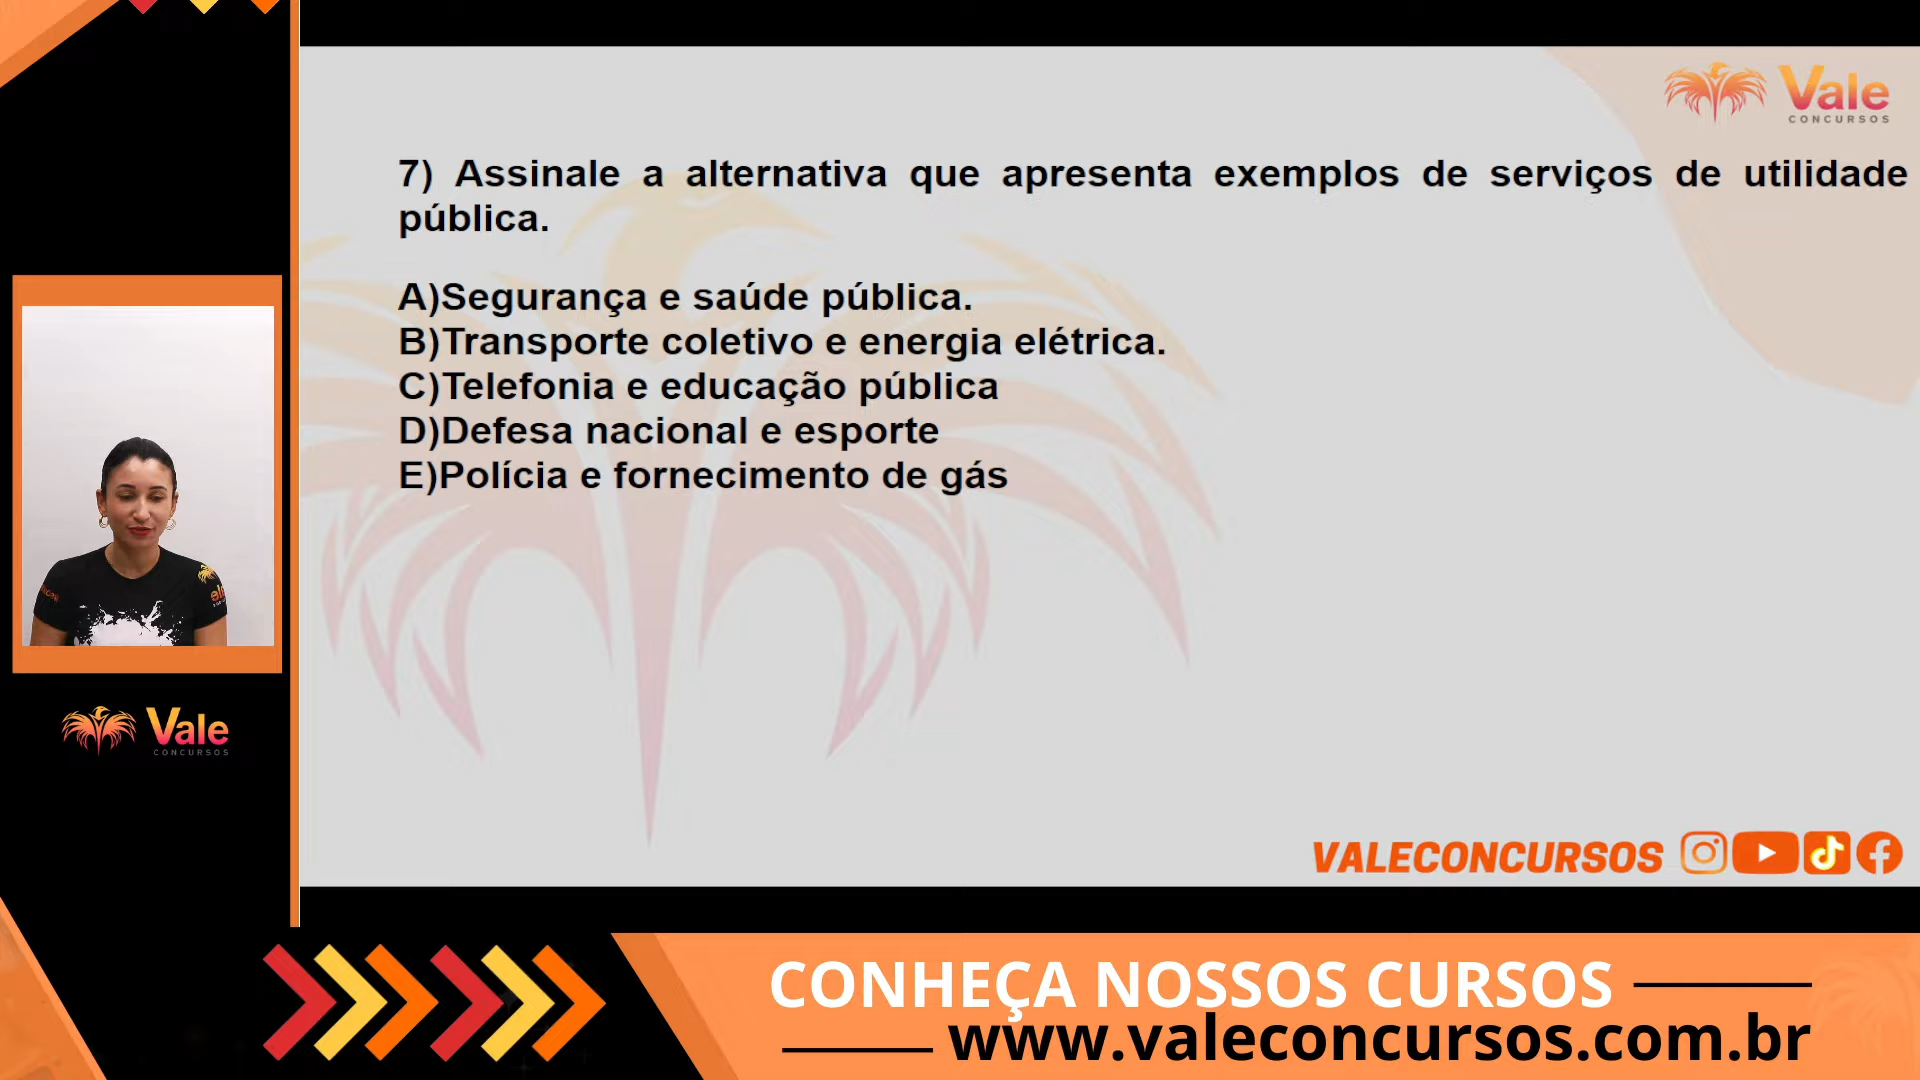 Vale
CONCURSOS
7) Assinale a alternativa que apresenta exemplos de serviços de utilidade
pública.
A)Segurança e saúde pública.
B)Transporte coletivo e energia elétrica.
C)Telefonia e educação pública
D)Defesa nacional e esporte
E)Polícia e fornecimento de gás
Vale
CONCURSOS
VALECONCURSOS
CONHEÇA NOSSOS CURSOS
www.valeconcursos.com.br